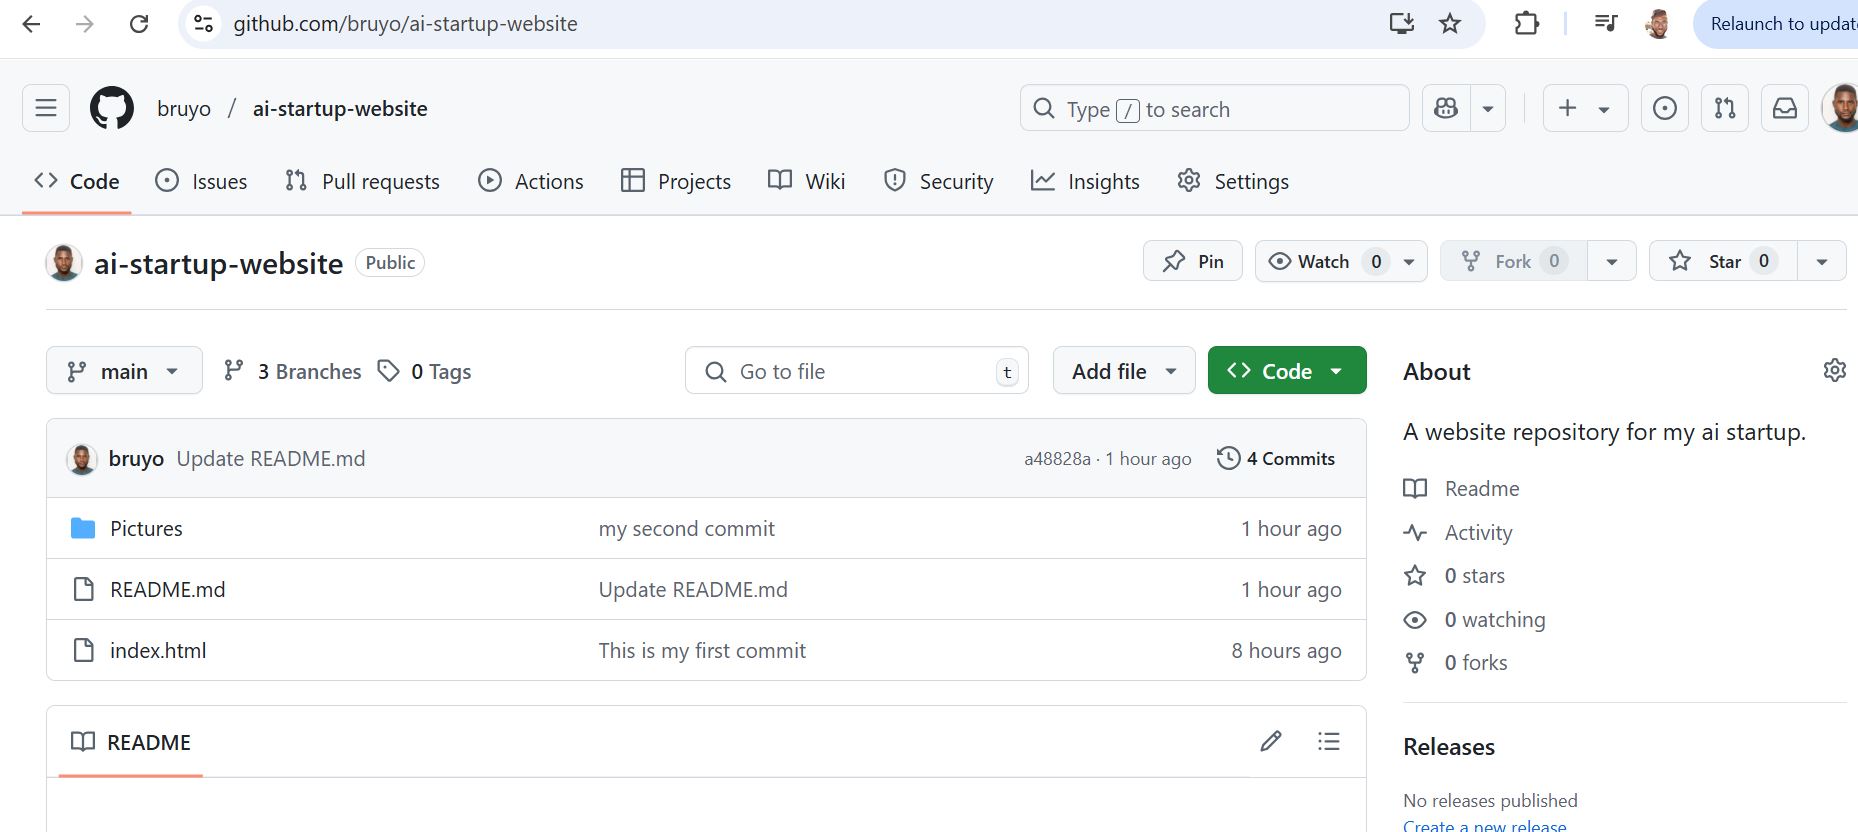 github.com/bruyo/ai-startup-website
Relaunch to update
bruyo / ai-startup-website
Type / to search
Code Issues Pull requests Actions Projects Wiki Security Insights Settings
ai-startup-website Public
Pin Watch 0 Fork 0 Star 0
main 3 Branches 0 Tags Go to file t Add file Code
bruyo Update README.md a48828a · 1 hour ago 4 Commits
Pictures my second commit 1 hour ago
README.md Update README.md 1 hour ago
index.html This is my first commit 8 hours ago
README
About
A website repository for my ai startup.
Readme
Activity
0 stars
0 watching
0 forks
Releases
No releases published
Create a new release